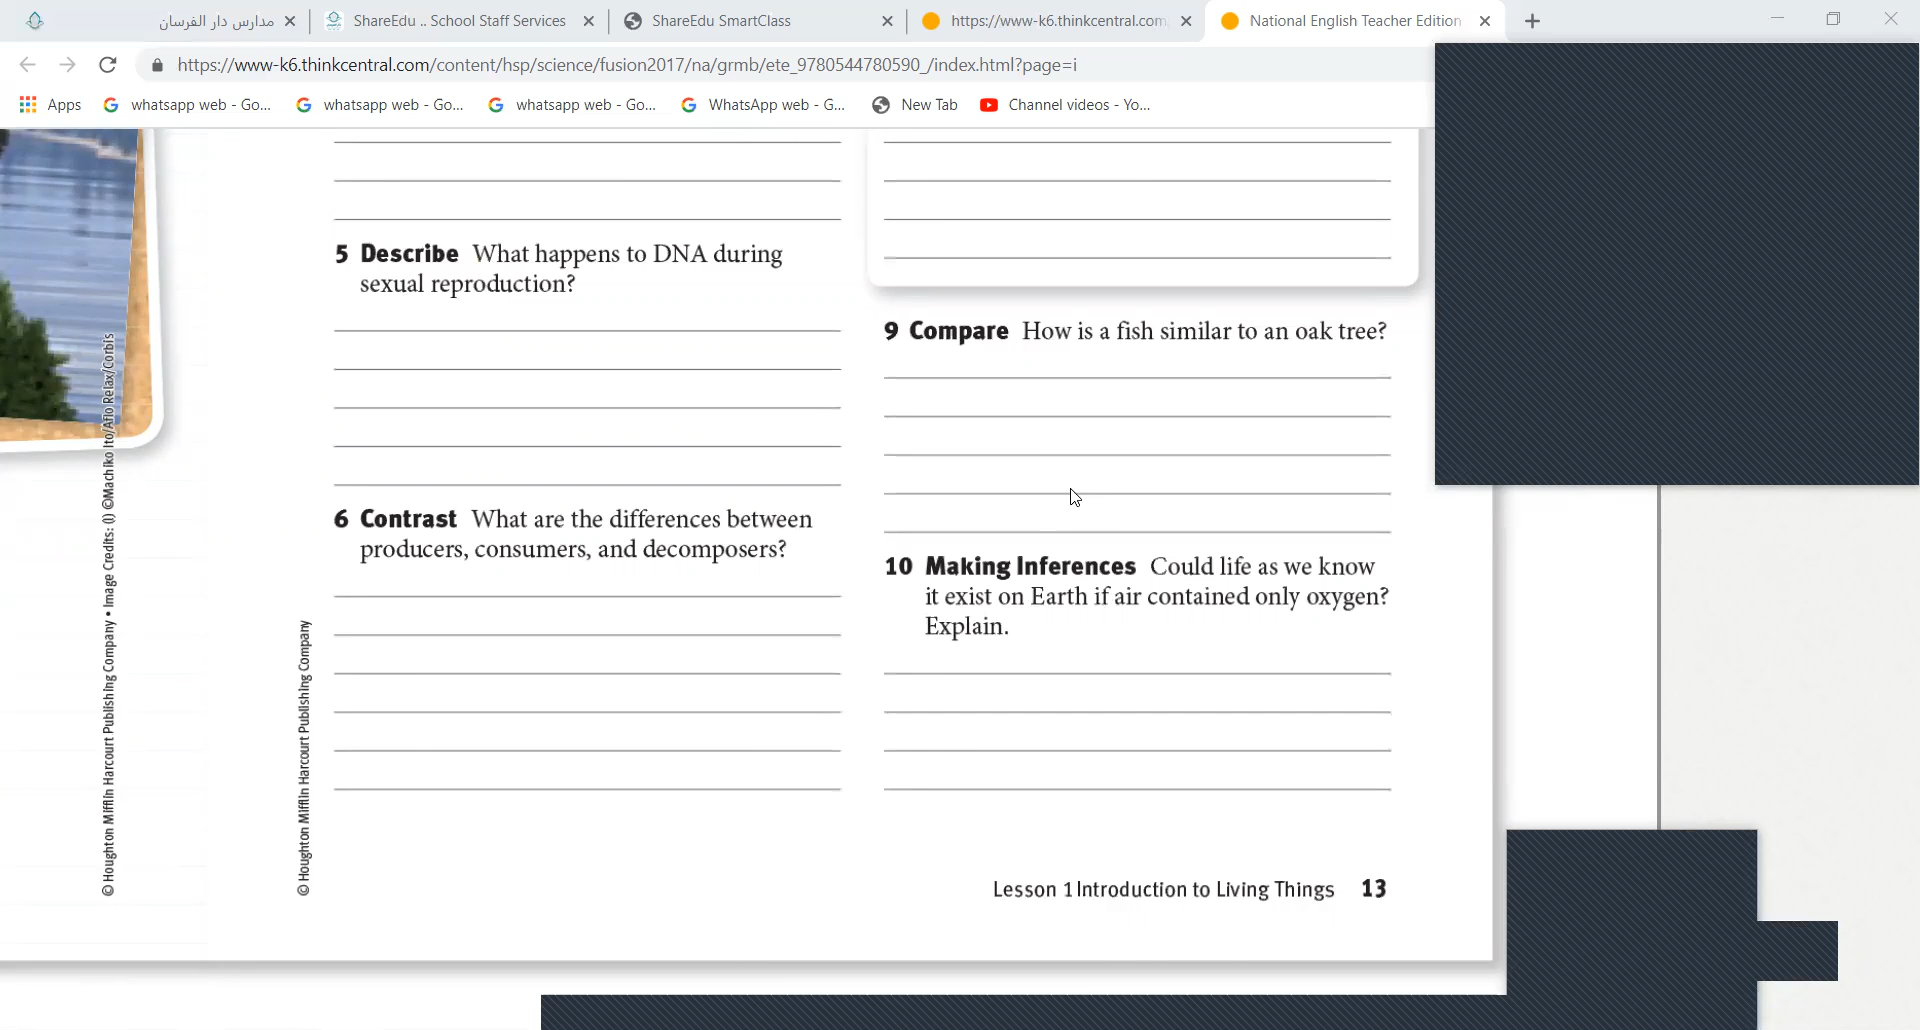 مدارس دار الفرسان
ShareEdu .. School Staff Services
ShareEdu SmartClass
https://www-k6.thinkcentral.com
National English Teacher Edition
https://www-k6.thinkcentral.com/content/hsp/science/fusion2017/na/grmb/ete_9780544780590_/index.html?page=i
Apps
whatsapp web - Go...
whatsapp web - Go...
whatsapp web - Go...
WhatsApp web - G...
New Tab
Channel videos - Yo...
5 Describe What happens to DNA during
sexual reproduction?
6 Contrast What are the differences between
producers, consumers, and decomposers?
9 Compare How is a fish similar to an oak tree?
10 Making Inferences Could life as we know
it exist on Earth if air contained only oxygen?
Explain.
© Houghton Mifflin Harcourt Publishing Company • Image Credits: (l) ©Machiko Ito/Aflo Relax/Corbis
© Houghton Mifflin Harcourt Publishing Company
Lesson 1 Introduction to Living Things 13